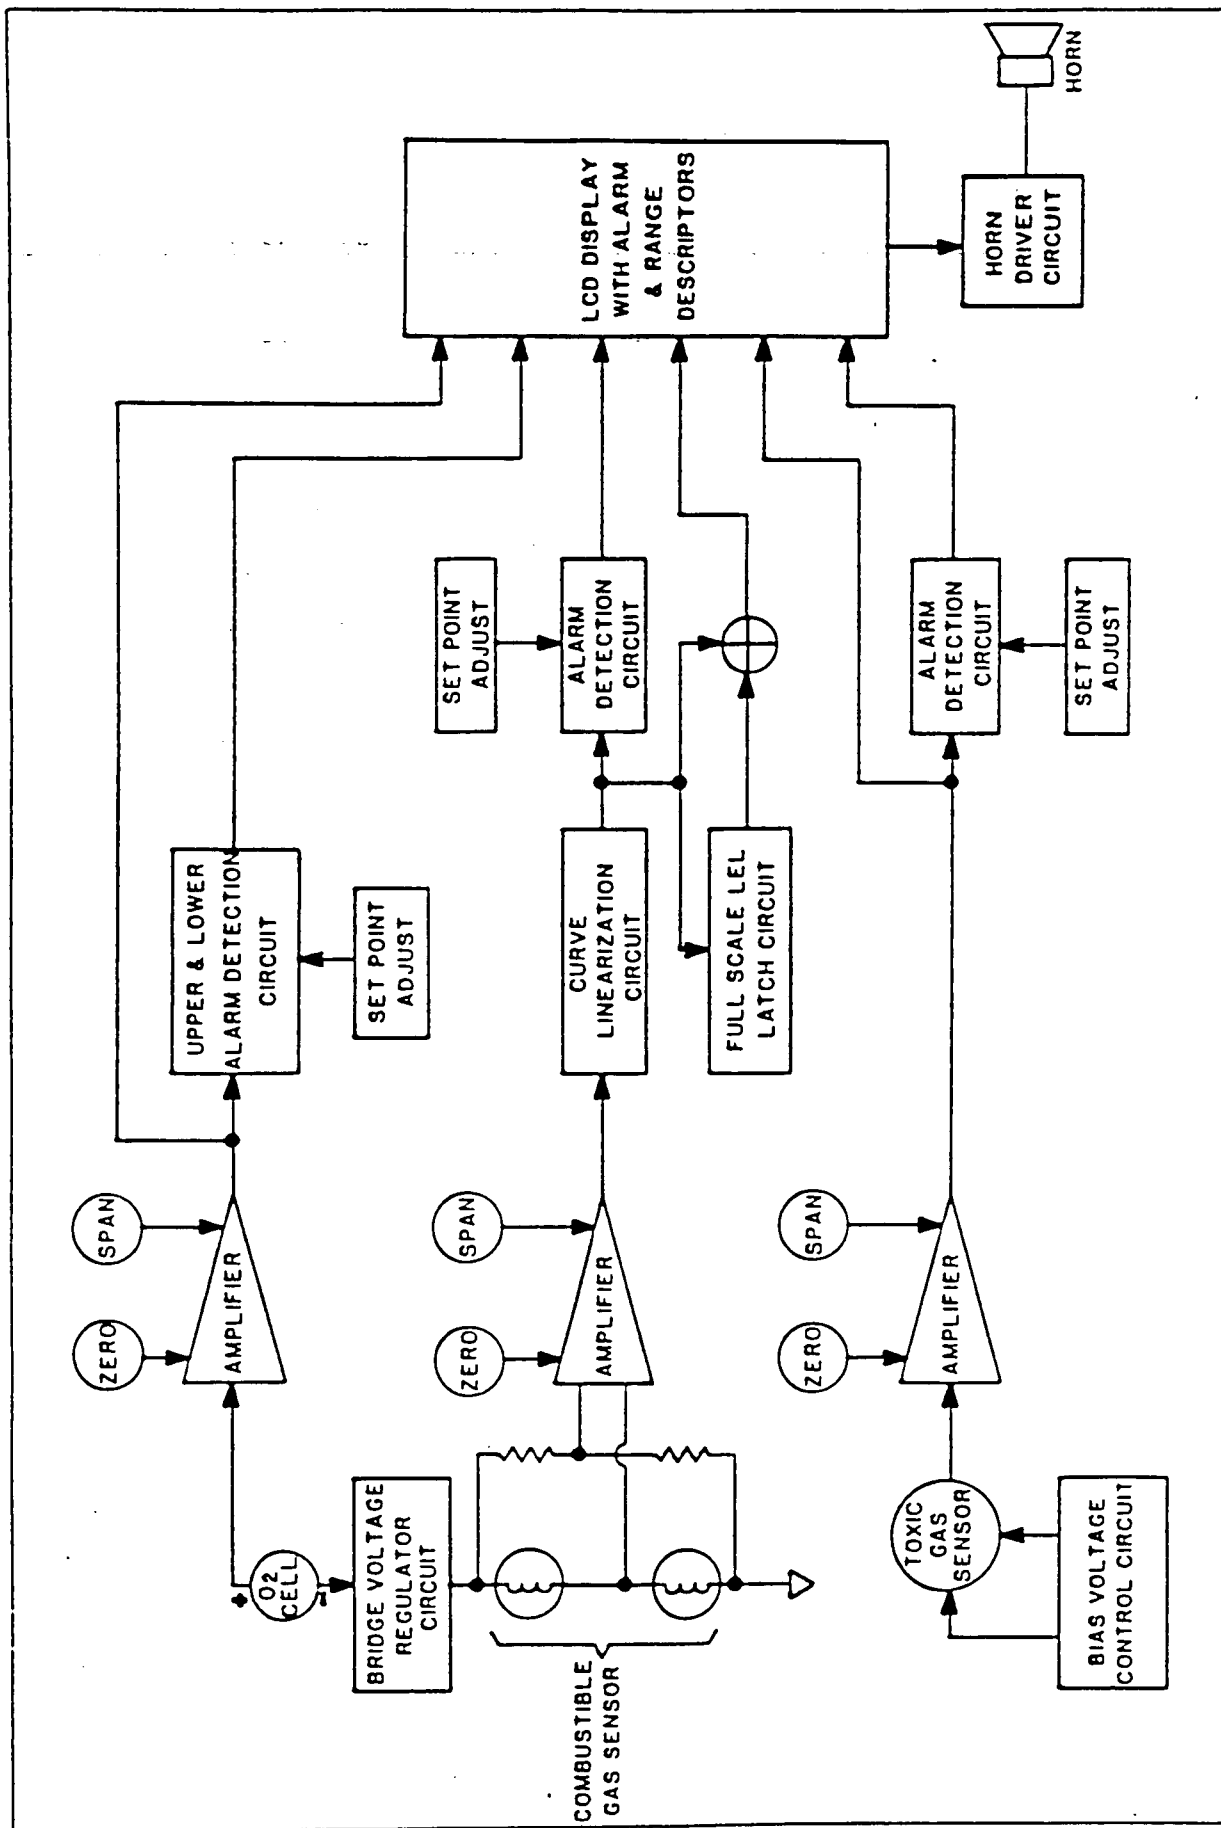 O2
CELL
+
-
ZERO
SPAN
AMPLIFIER
UPPER & LOWER
ALARM DETECTION
CIRCUIT
SET POINT
ADJUST
BRIDGE VOLTAGE
REGULATOR
CIRCUIT
COMBUSTIBLE
GAS SENSOR
ZERO
SPAN
AMPLIFIER
CURVE
LINEARIZATION
CIRCUIT
SET POINT
ADJUST
ALARM
DETECTION
CIRCUIT
FULL SCALE LEL
LATCH CIRCUIT
TOXIC
GAS
SENSOR
BIAS VOLTAGE
CONTROL CIRCUIT
ZERO
SPAN
AMPLIFIER
ALARM
DETECTION
CIRCUIT
SET POINT
ADJUST
LCD DISPLAY
WITH ALARM
& RANGE
DESCRIPTORS
HORN
DRIVER
CIRCUIT
HORN